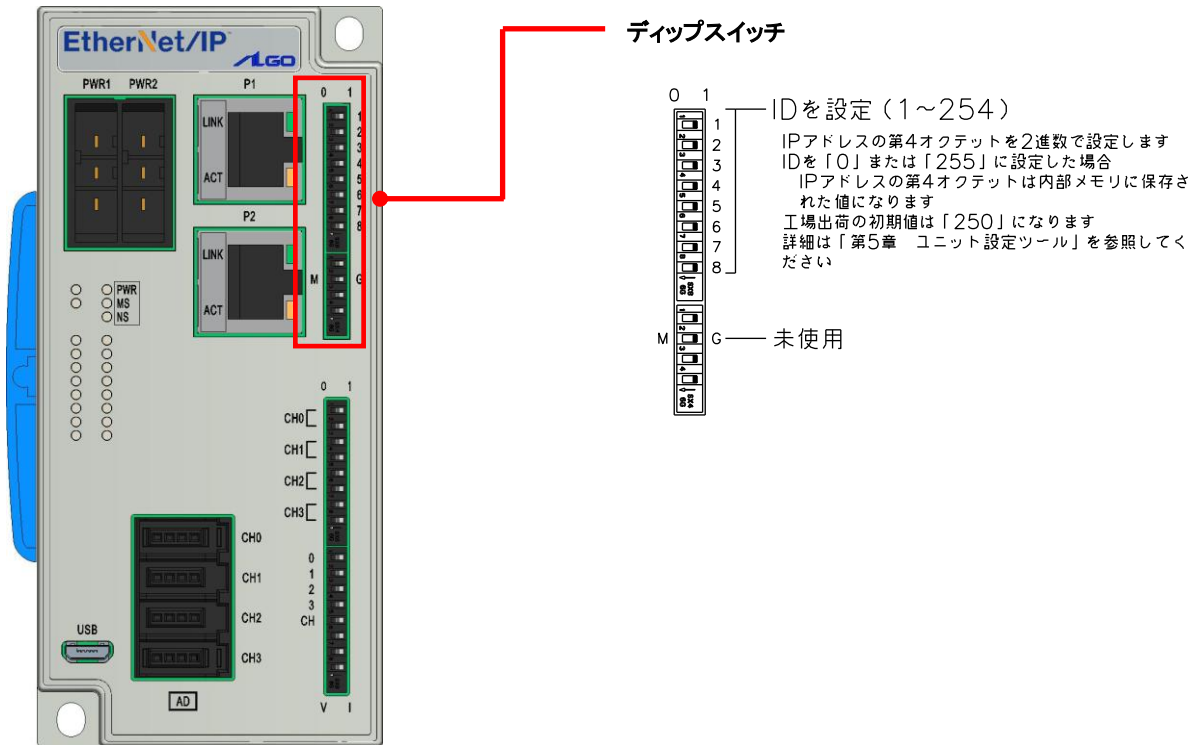 EtherNet/IP
ALGO
PWR1 PWR2
P1
0 1
LINK
ACT
1
2
3
4
5
6
7
8
P2
LINK
ACT
M G
PWR
MS
NS
0 1
CH0
CH1
CH2
CH3
CH0
CH1
CH2
CH3
0
1
2
3
CH
USB
AD
V I
ディップスイッチ
0 1
1
2
3
4
5
6
7
8
IDを設定(1~254)
IPアドレスの第4オクテットを2進数で設定します
IDを「0」または「255」に設定した場合
IPアドレスの第4オクテットは内部メモリに保存さ
れた値になります
工場出荷の初期値は「250」になります
詳細は「第5章 ユニット設定ツール」を参照してく
ださい
M G 未使用